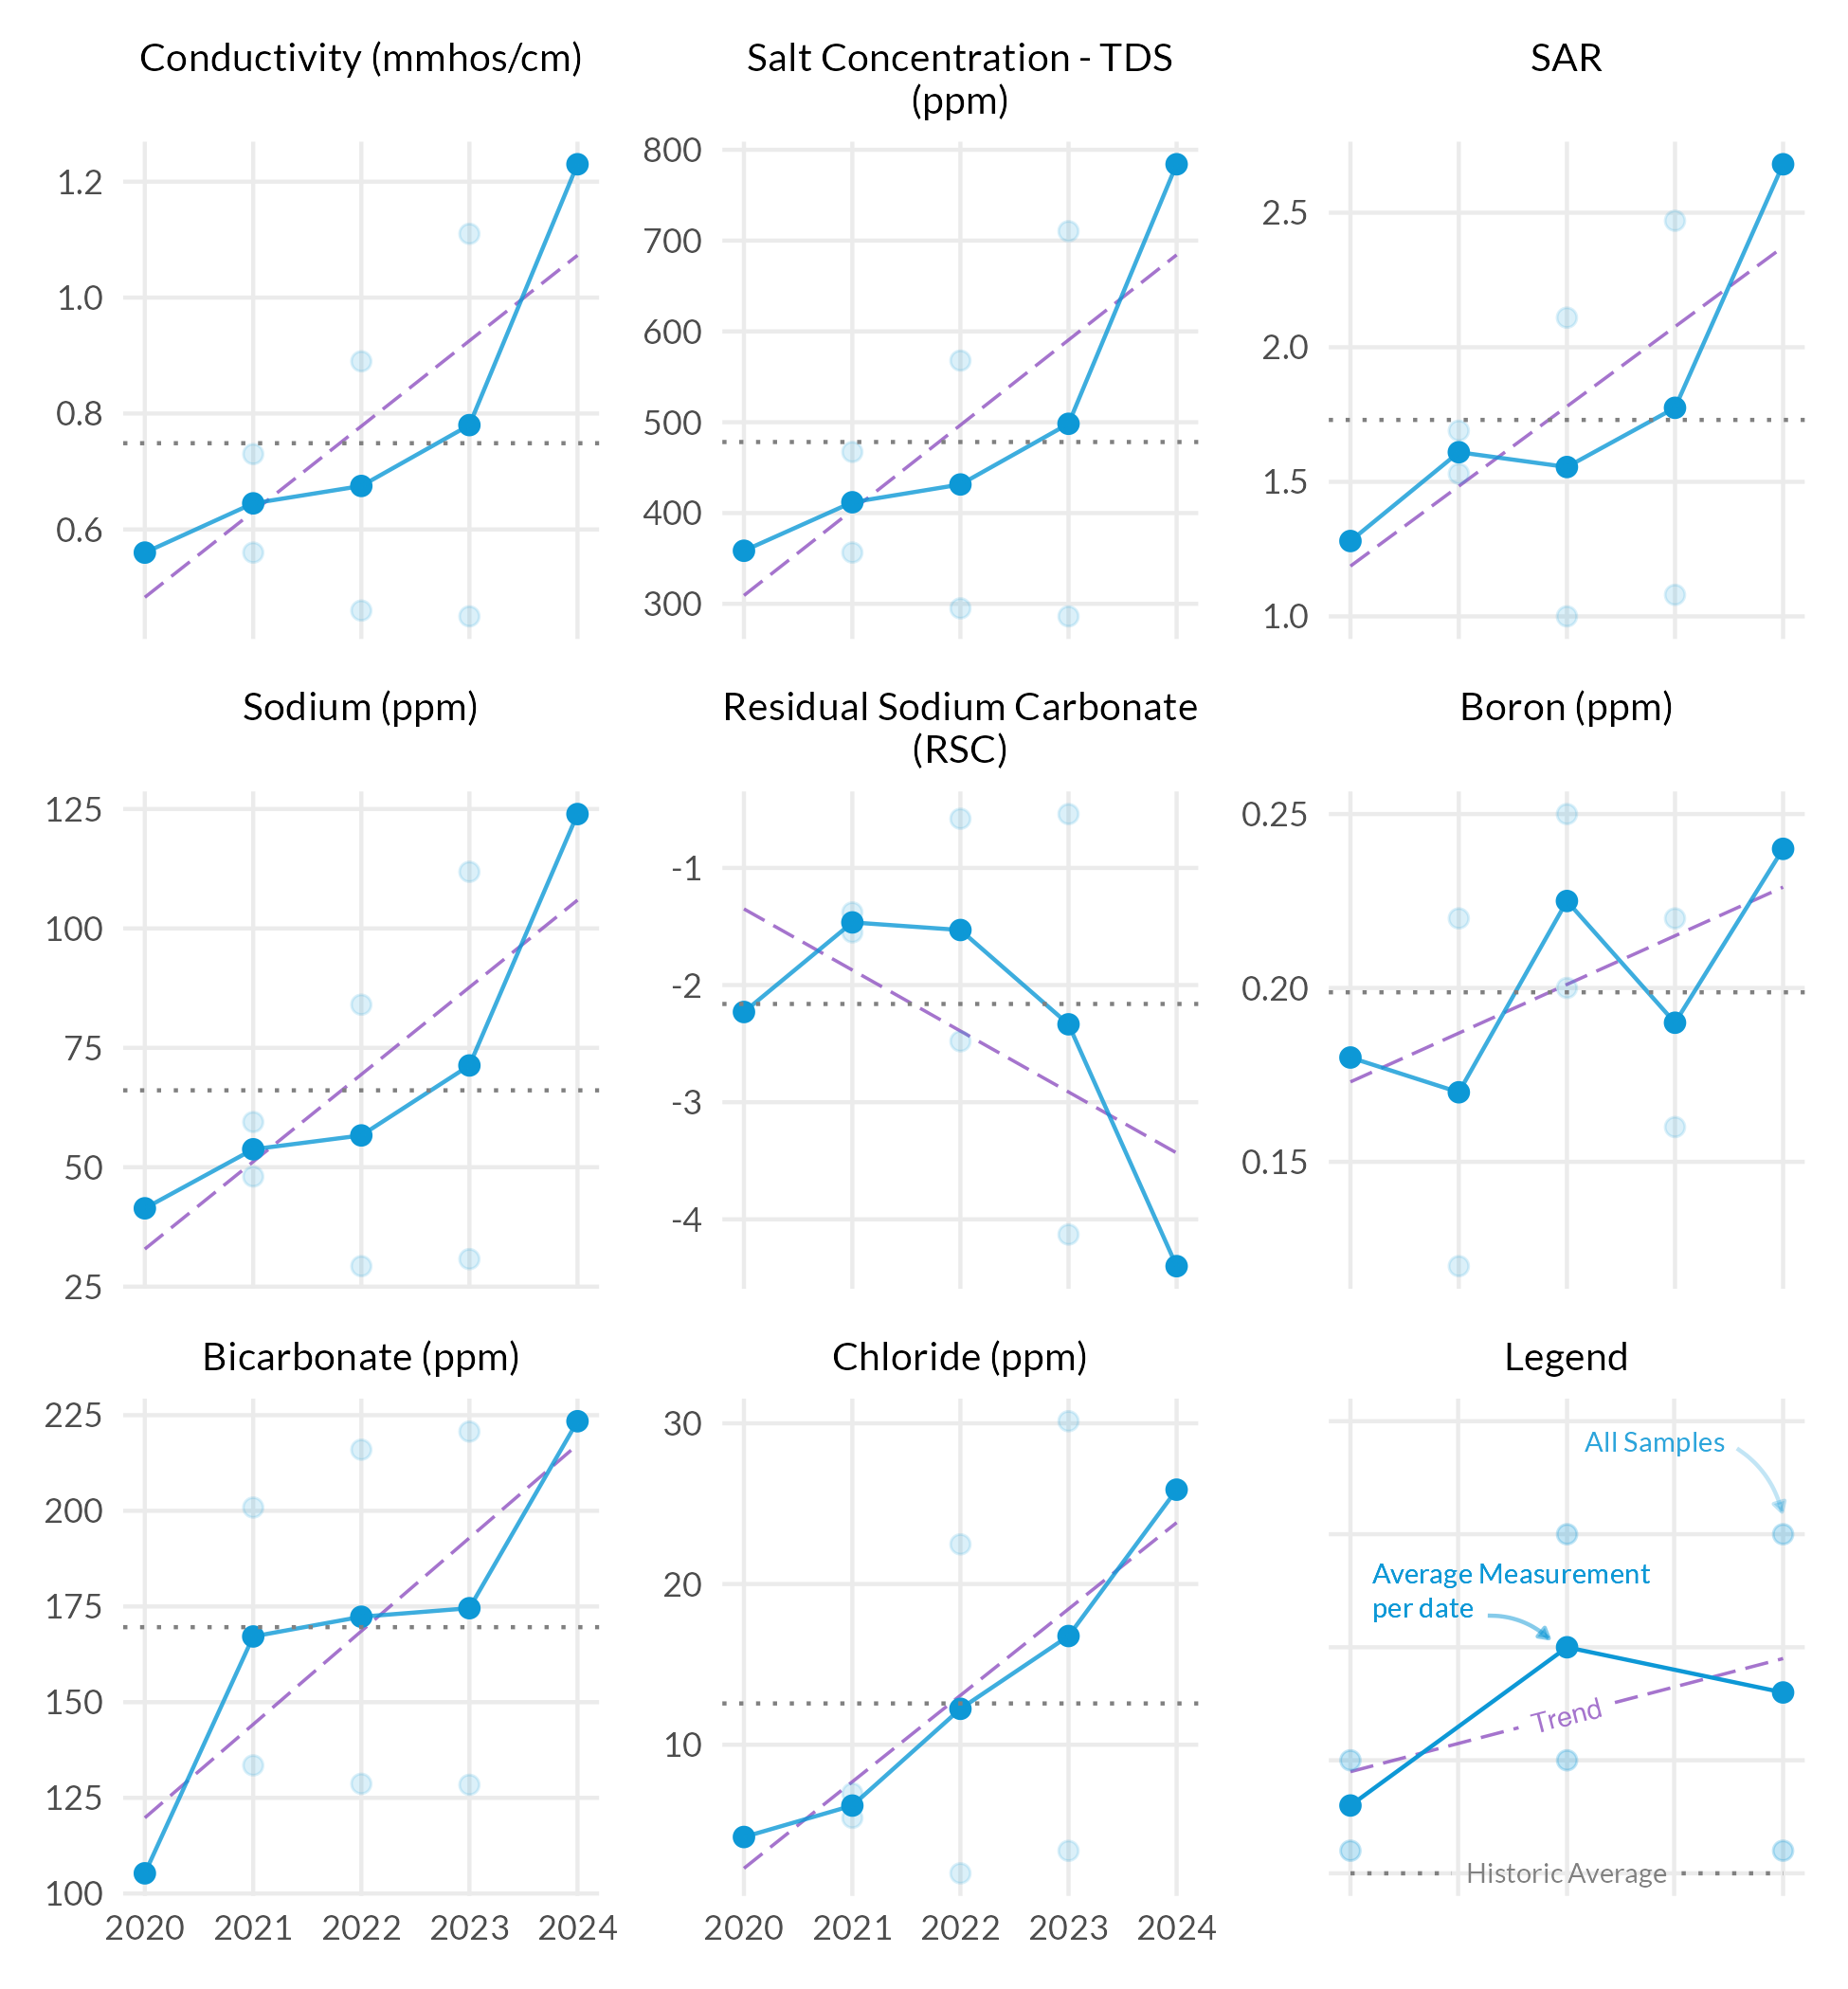 Conductivity (mmhos/cm)
1.2
1.0
0.8
0.6
Salt Concentration - TDS
(ppm)
800
700
600
500
400
300
SAR
2.5
2.0
1.5
1.0
Sodium (ppm)
125
100
75
50
25
Residual Sodium Carbonate
(RSC)
-1
-2
-3
-4
Boron (ppm)
0.25
0.20
0.15
Bicarbonate (ppm)
225
200
175
150
125
100
2020 2021 2022 2023 2024
Chloride (ppm)
30
20
10
2020 2021 2022 2023 2024
Legend
All Samples
Average Measurement
per date
Trend
Historic Average